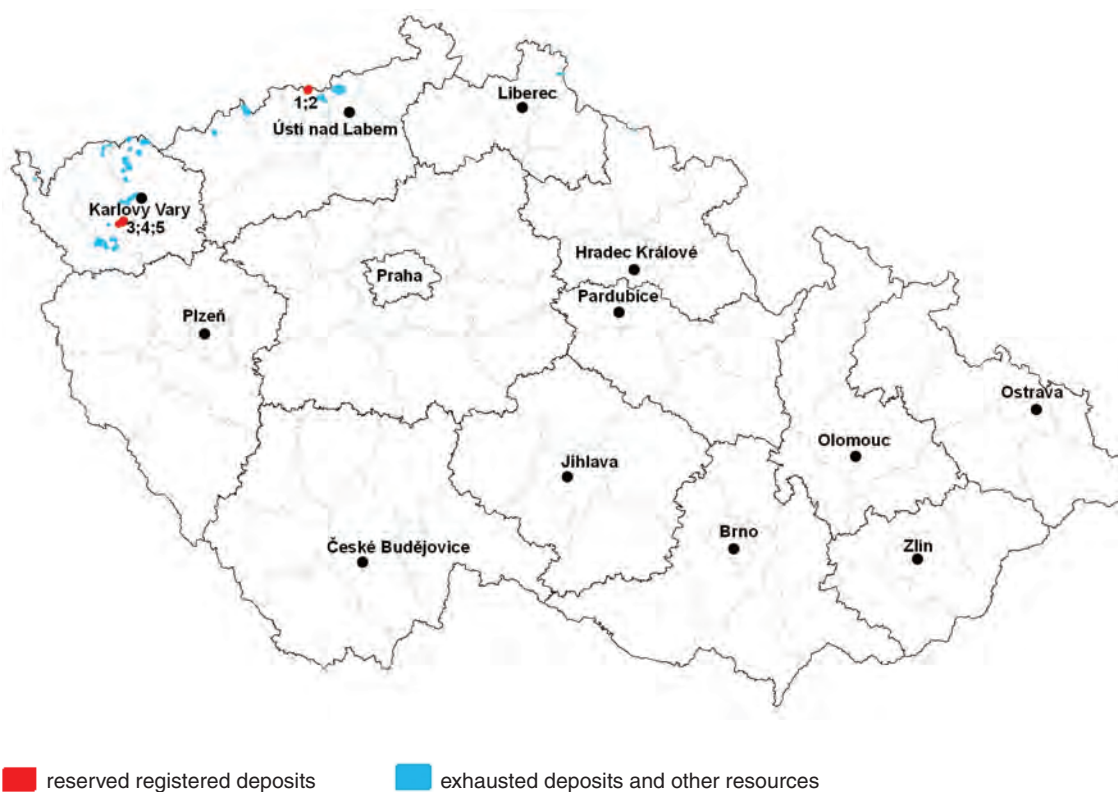 Liberec
1;2
Ústí nad Labem
Karlovy Vary
3;4;5
Hradec Králové
Praha
Pardubice
Plzeň
Ostrava
Olomouc
Jihlava
Brno
České Budějovice
Zlin
reserved registered deposits
exhausted deposits and other resources